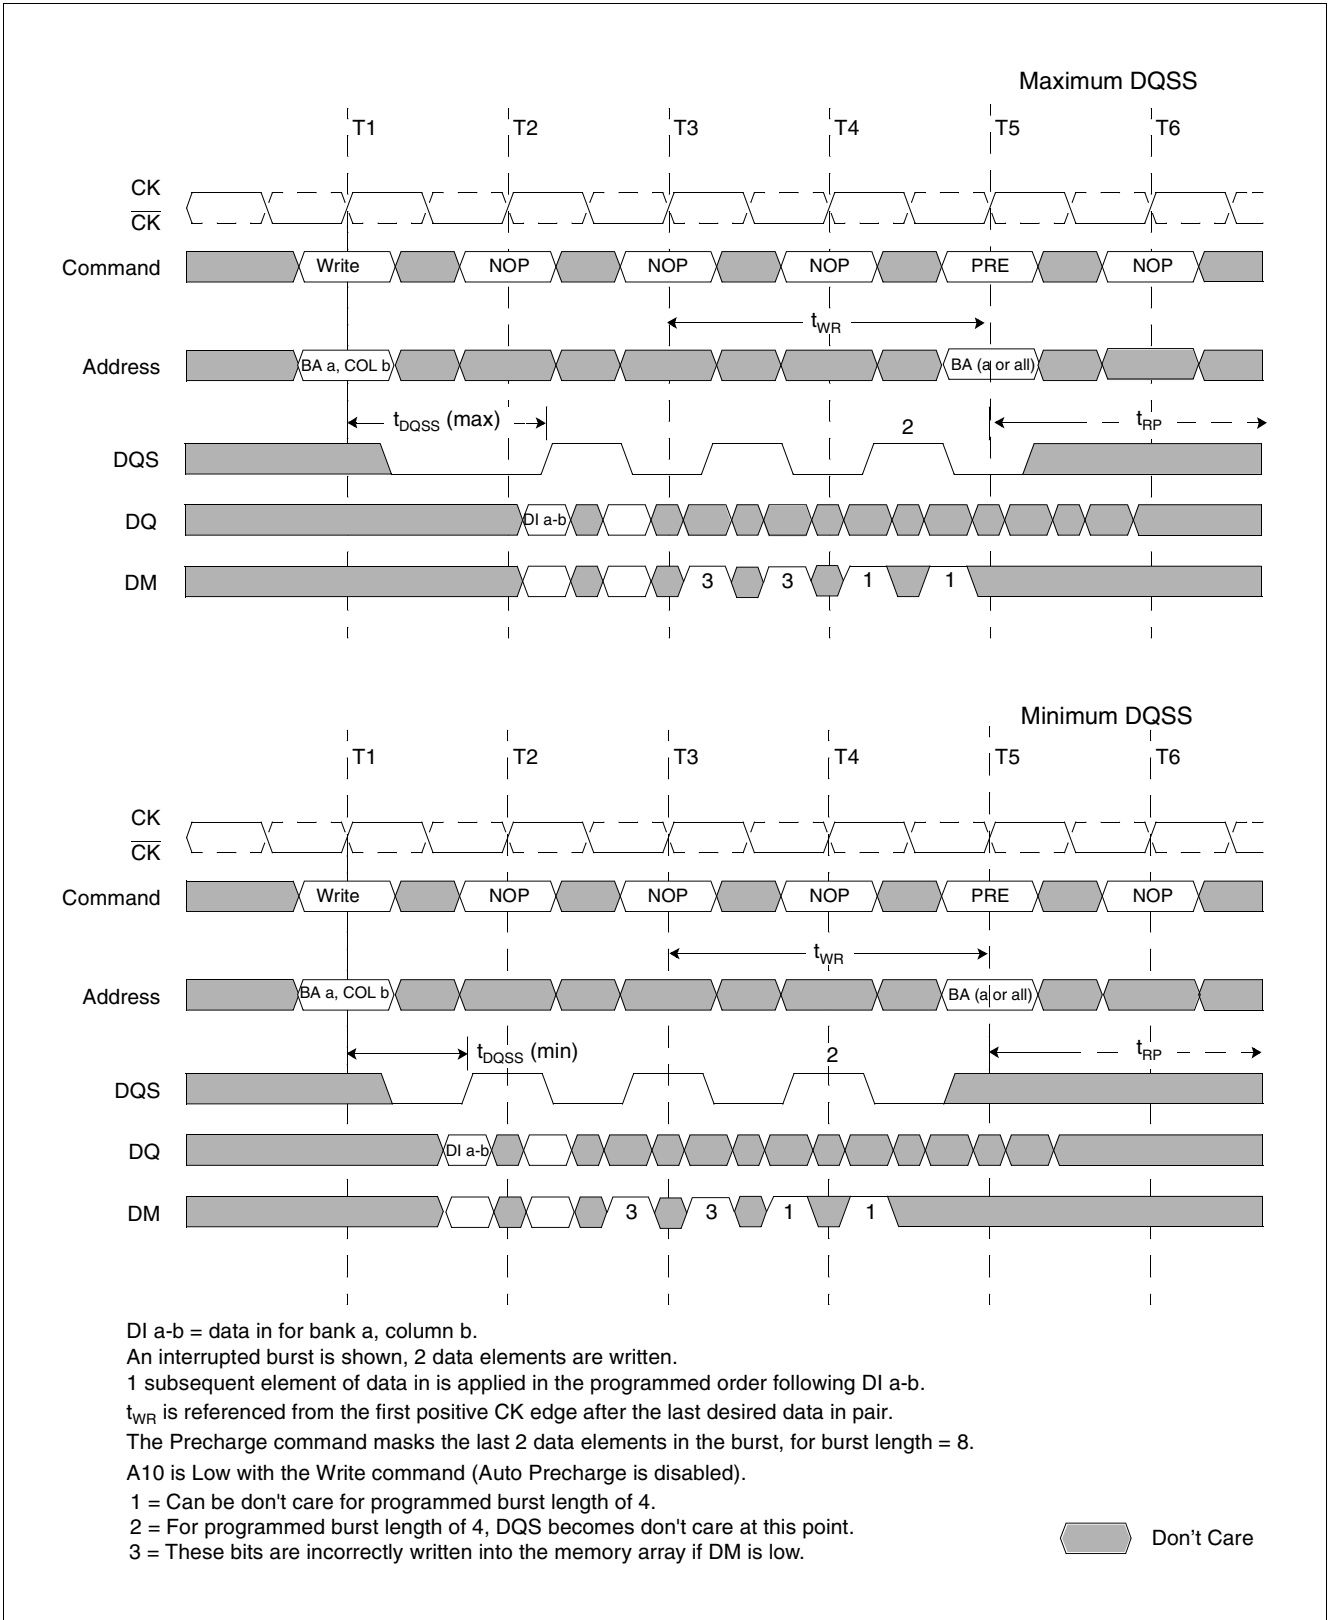 Maximum DQSS
T1 T2 T3 T4 T5 T6
CK
CK
Command Write NOP NOP NOP PRE NOP
tWR
Address BA a, COL b BA (a or all)
tDQSS (max) 2 tRP
DQS
DQ DI a-b
DM 3 3 1 1
Minimum DQSS
T1 T2 T3 T4 T5 T6
CK
CK
Command Write NOP NOP NOP PRE NOP
tWR
Address BA a, COL b BA (a or all)
tDQSS (min) 2 tRP
DQS
DQ DI a-b
DM 3 3 1 1
DI a-b = data in for bank a, column b.
An interrupted burst is shown, 2 data elements are written.
1 subsequent element of data in is applied in the programmed order following DI a-b.
tWR is referenced from the first positive CK edge after the last desired data in pair.
The Precharge command masks the last 2 data elements in the burst, for burst length = 8.
A10 is Low with the Write command (Auto Precharge is disabled).
1 = Can be don't care for programmed burst length of 4.
2 = For programmed burst length of 4, DQS becomes don't care at this point.
3 = These bits are incorrectly written into the memory array if DM is low.
Don't Care